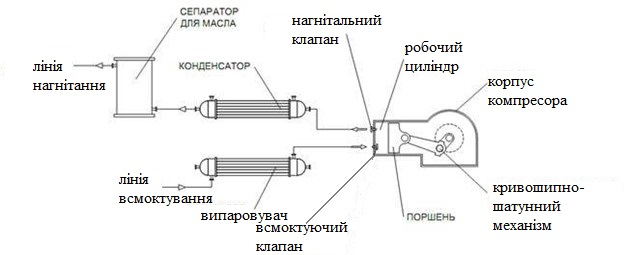 СЕПАРАТОР
ДЛЯ МАСЛА
нагнітальний
клапан
робочий
циліндр
лінія
нагнітання
КОНДЕНСАТОР
корпус
компресора
лінія
всмоктування
випаровувач
всмоктуючий
клапан
ПОРШЕНЬ
кривошипно-
шатунний
механізм